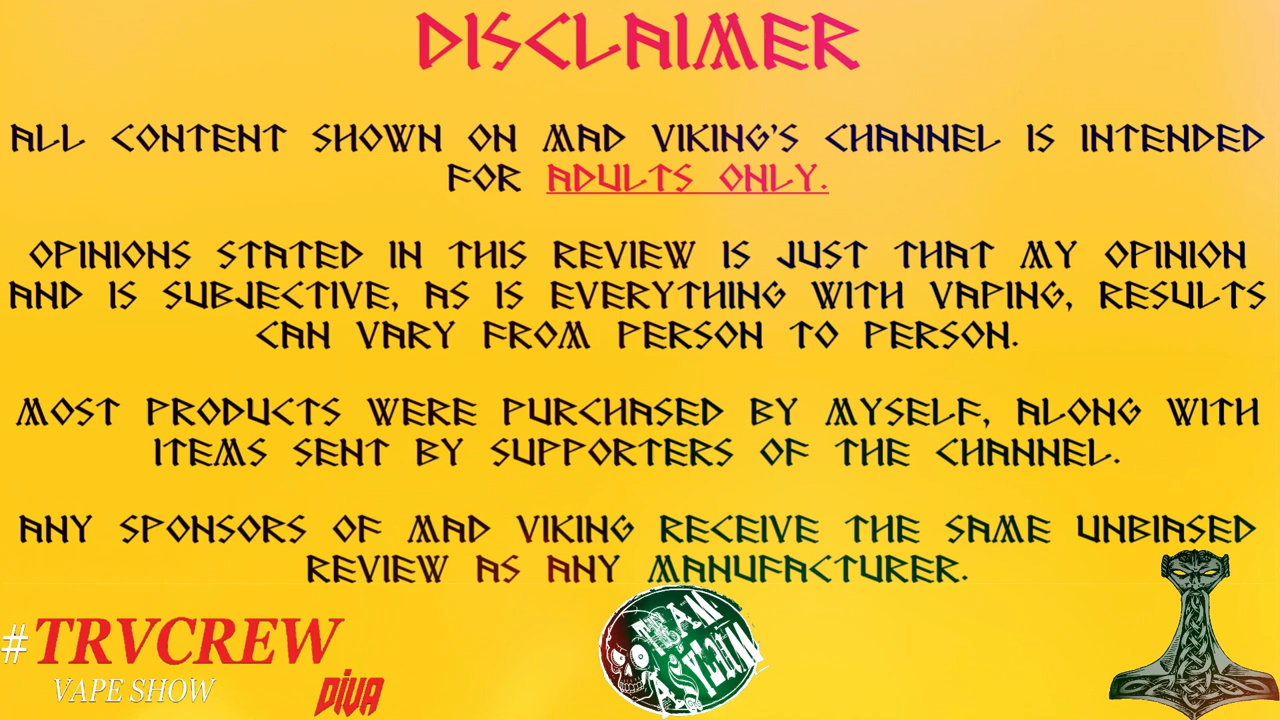 DISCLAIMER
ALL CONTENT SHOWN ON MAD VIKING'S CHANNEL IS INTENDED
FOR ADULTS ONLY.
OPINIONS STATED IN THIS REVIEW IS JUST THAT MY OPINION
AND IS SUBJECTIVE, AS IS EVERYTHING WITH VAPING, RESULTS
CAN VARY FROM PERSON TO PERSON.
MOST PRODUCTS WERE PURCHASED BY MYSELF, ALONG WITH
ITEMS SENT BY SUPPORTERS OF THE CHANNEL.
ANY SPONSORS OF MAD VIKING RECEIVE THE SAME UNBIASED
REVIEW AS ANY MANUFACTURER.
#TRVCREW
VAPE SHOW
DIVA
ASYLUM